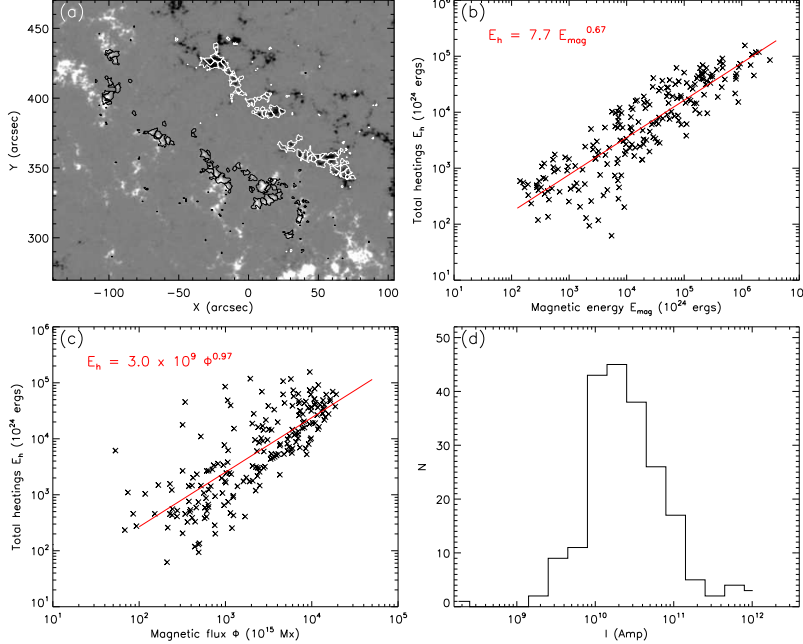 (a)
450
400
350
300
Y (arcsec)
−100 −50 0 50 100
X (arcsec)
(b)
E_h = 7.7 E_mag^0.67
10^6
10^5
10^4
10^3
10^2
10^1
Total heatings E_h (10^24 ergs)
10^1 10^2 10^3 10^4 10^5 10^6 10
Magnetic energy E_mag (10^24 ergs)
(c)
E_h = 3.0 x 10^9 Φ^0.97
10^6
10^5
10^4
10^3
10^2
10^1
Total heatings E_h (10^24 ergs)
10^1 10^2 10^3 10^4 10^5
Magnetic flux Φ (10^15 Mx)
(d)
50
40
30
20
10
0
N
10^9 10^10 10^11 10^12
I (Amp)